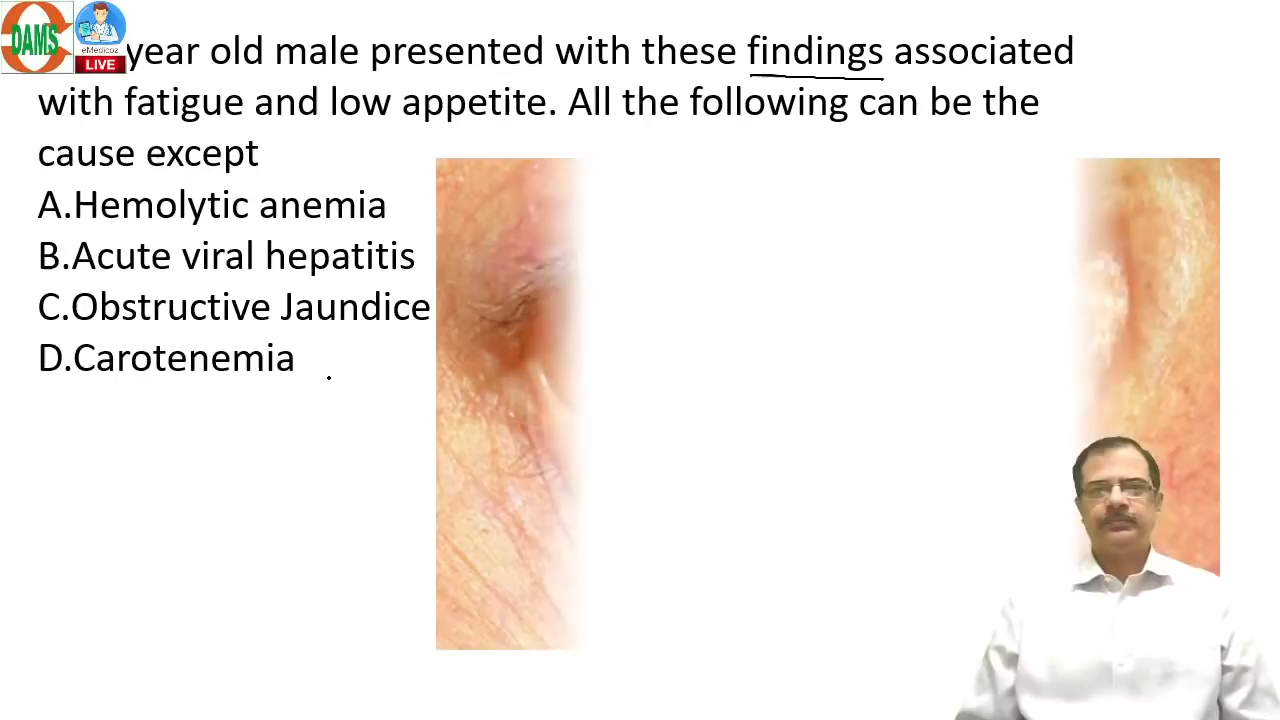 DAMS
eMedicoz
LIVE
year old male presented with these findings associated
with fatigue and low appetite. All the following can be the
cause except
A.Hemolytic anemia
B.Acute viral hepatitis
C.Obstructive Jaundice
D.Carotenemia